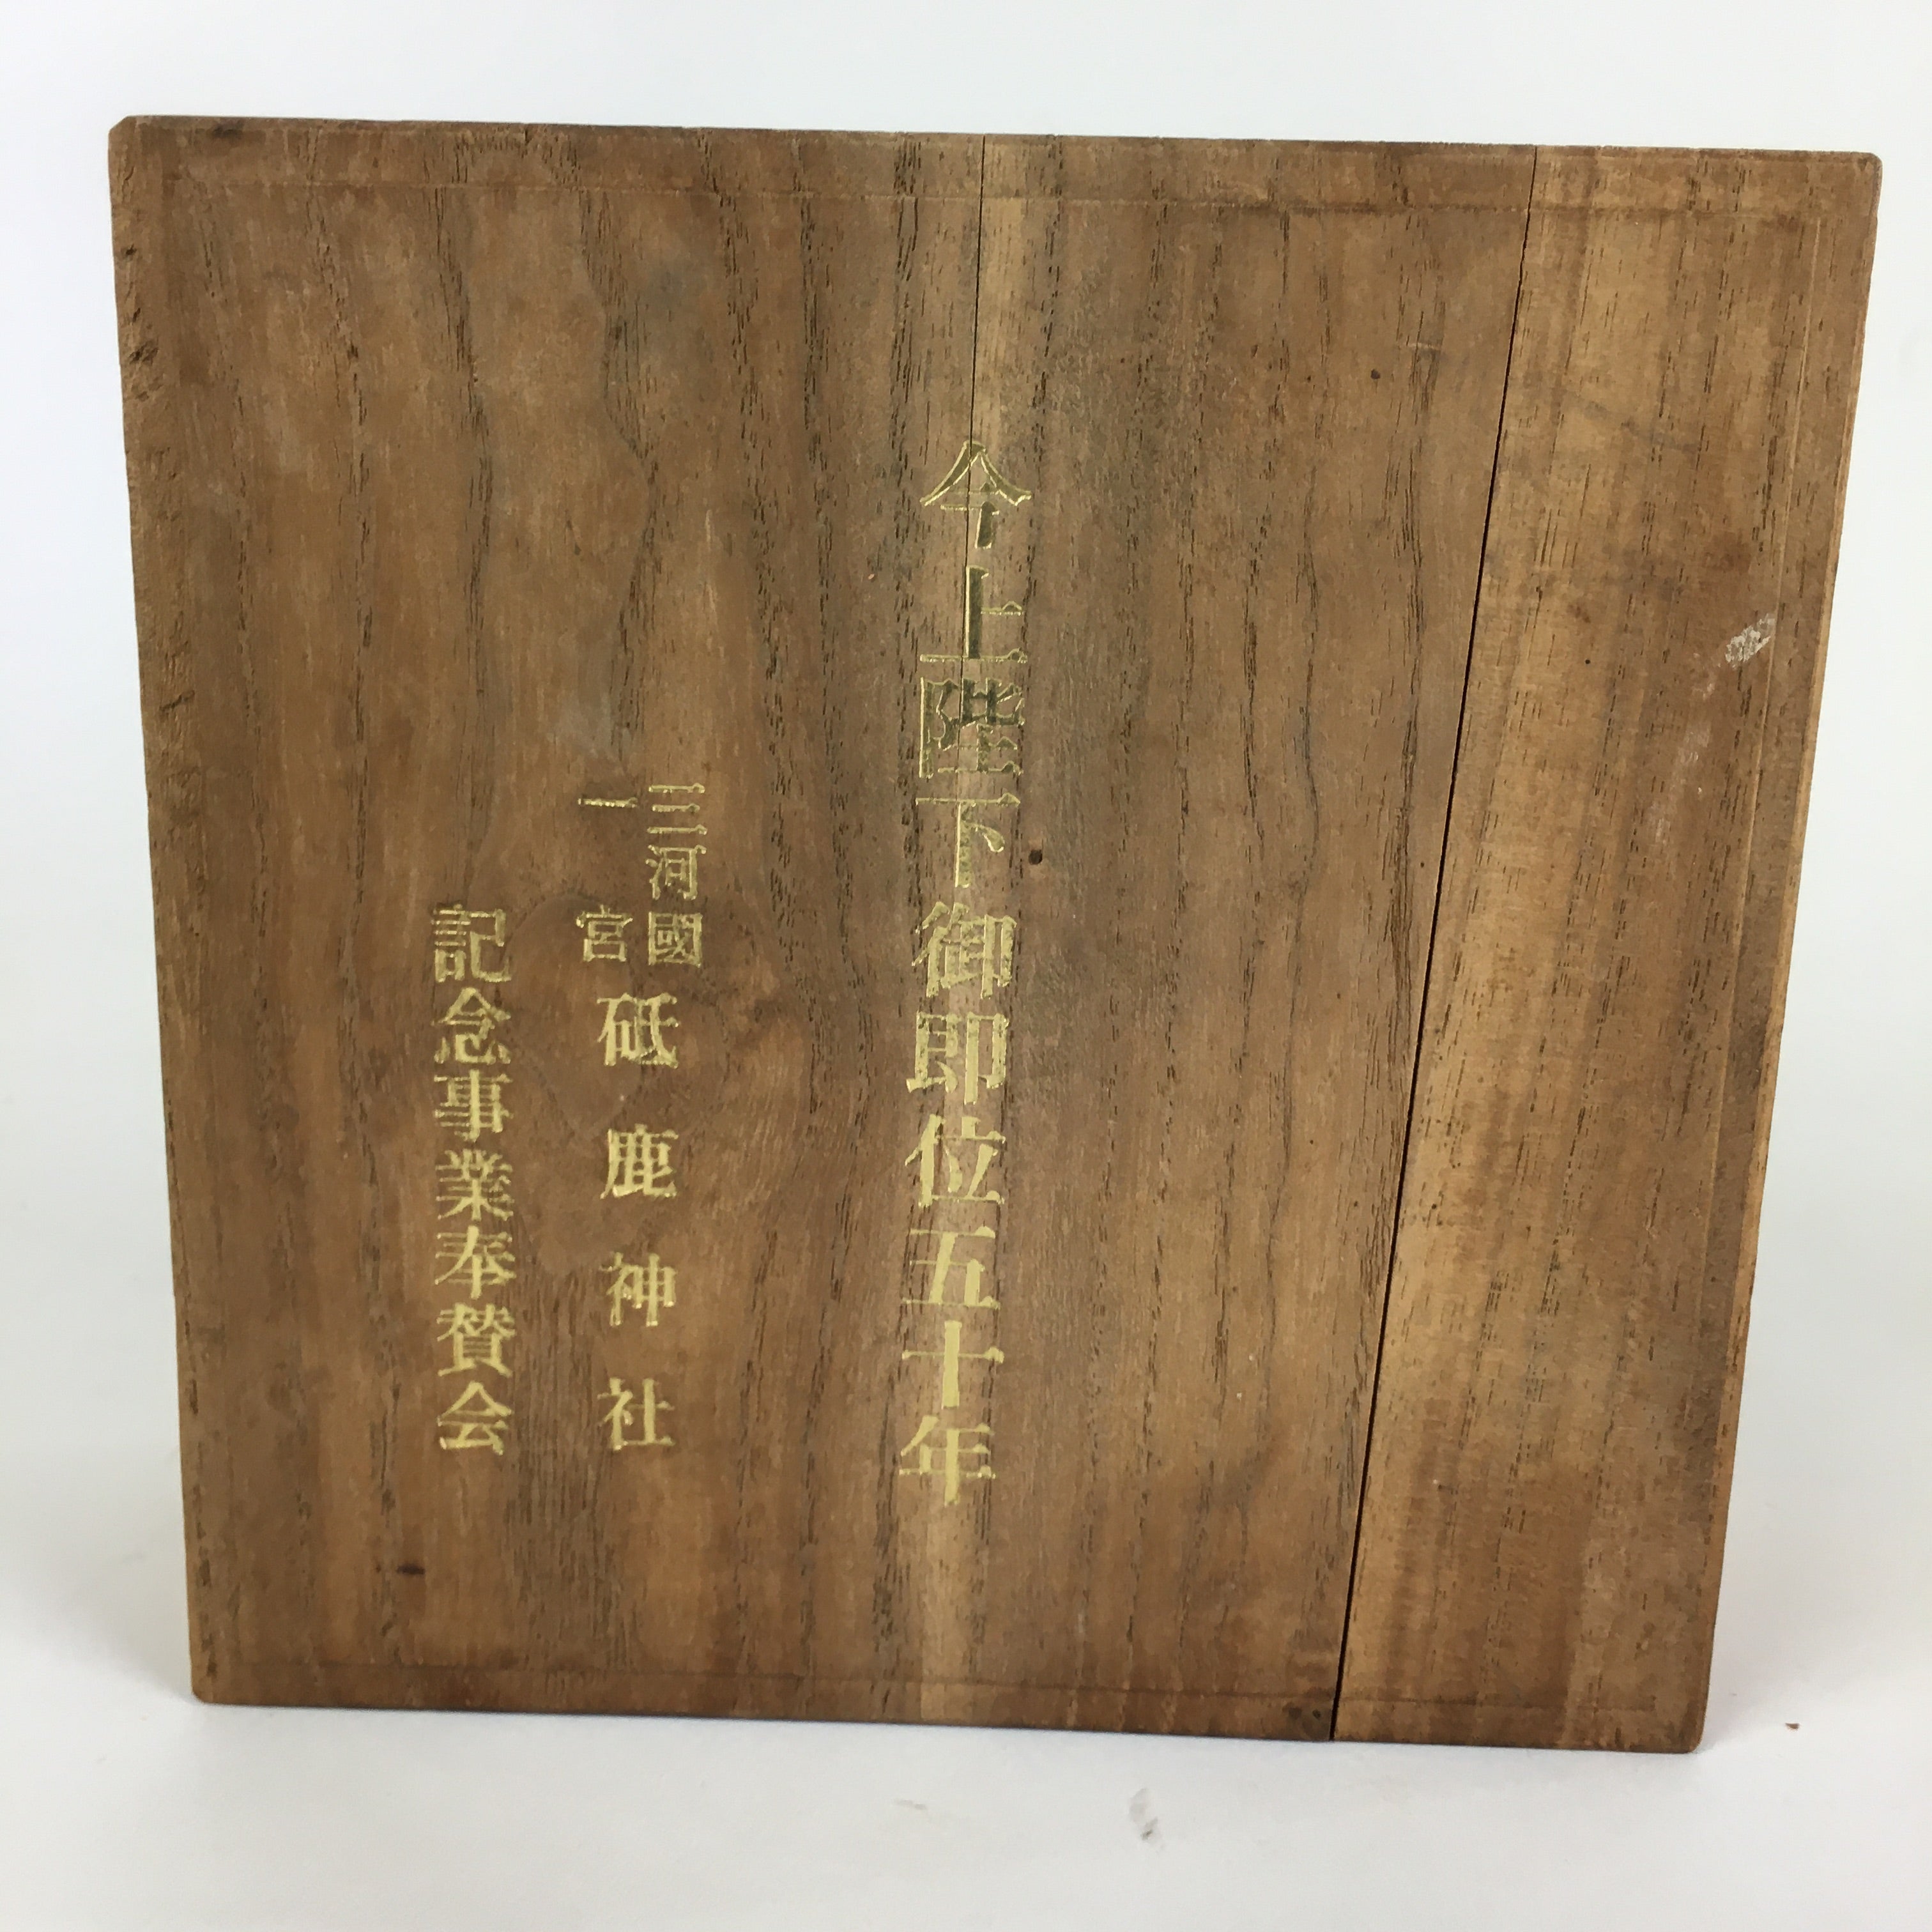 今上陛下御即位五十年
三河國
一宮
砥鹿神社
記念事業奉賛会